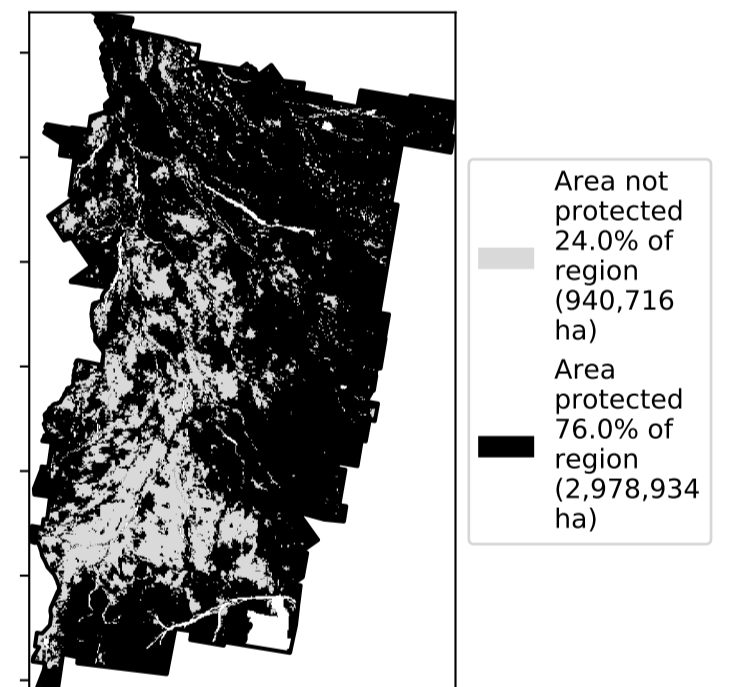 Area not
protected
24.0% of
region
(940,716
ha)
Area
protected
76.0% of
region
(2,978,934
ha)